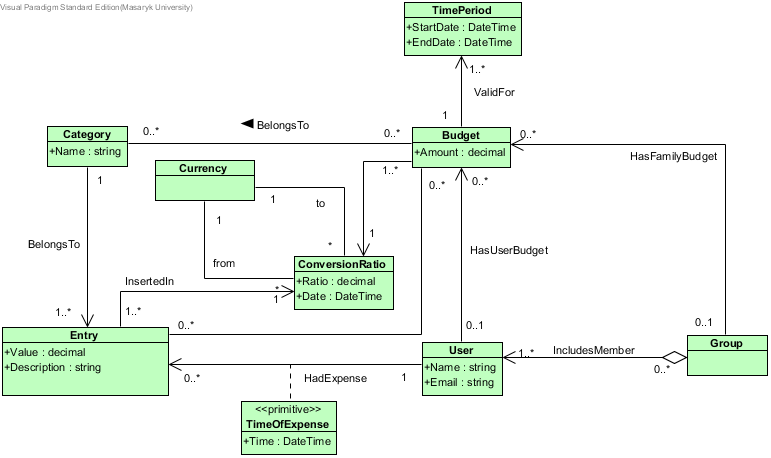 Visual Paradigm Standard Edition(Masaryk University)
TimePeriod
+StartDate : DateTime
+EndDate : DateTime
1..*
ValidFor
1
BelongsTo
0..*
0..*
Category
+Name : string
Budget
+Amount : decimal
0..*
HasFamilyBudget
Currency
1..*
0..*
0..*
1
1
to
1
*
1
BelongsTo
from
HasUserBudget
ConversionRatio
+Ratio : decimal
+Date : DateTime
InsertedIn
*
1
1..*
1..*
0..*
0..1
0..1
Entry
+Value : decimal
+Description : string
User
+Name : string
+Email : string
Group
1..*
IncludesMember
0..*
0..*
HadExpense
1
<<primitive>>
TimeOfExpense
+Time : DateTime